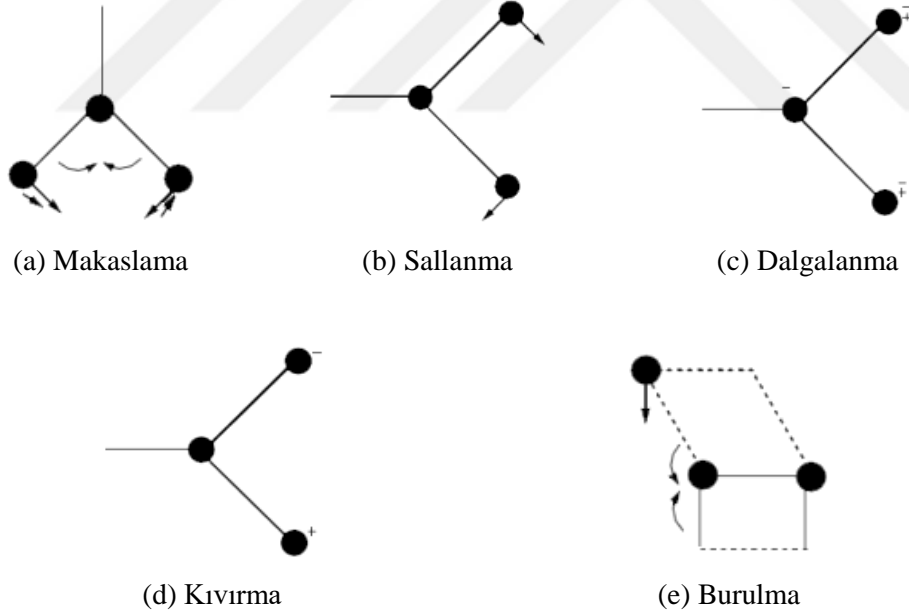 (a) Makaslama
(b) Sallanma
(c) Dalgalanma
(d) Kıvırma
(e) Burulma